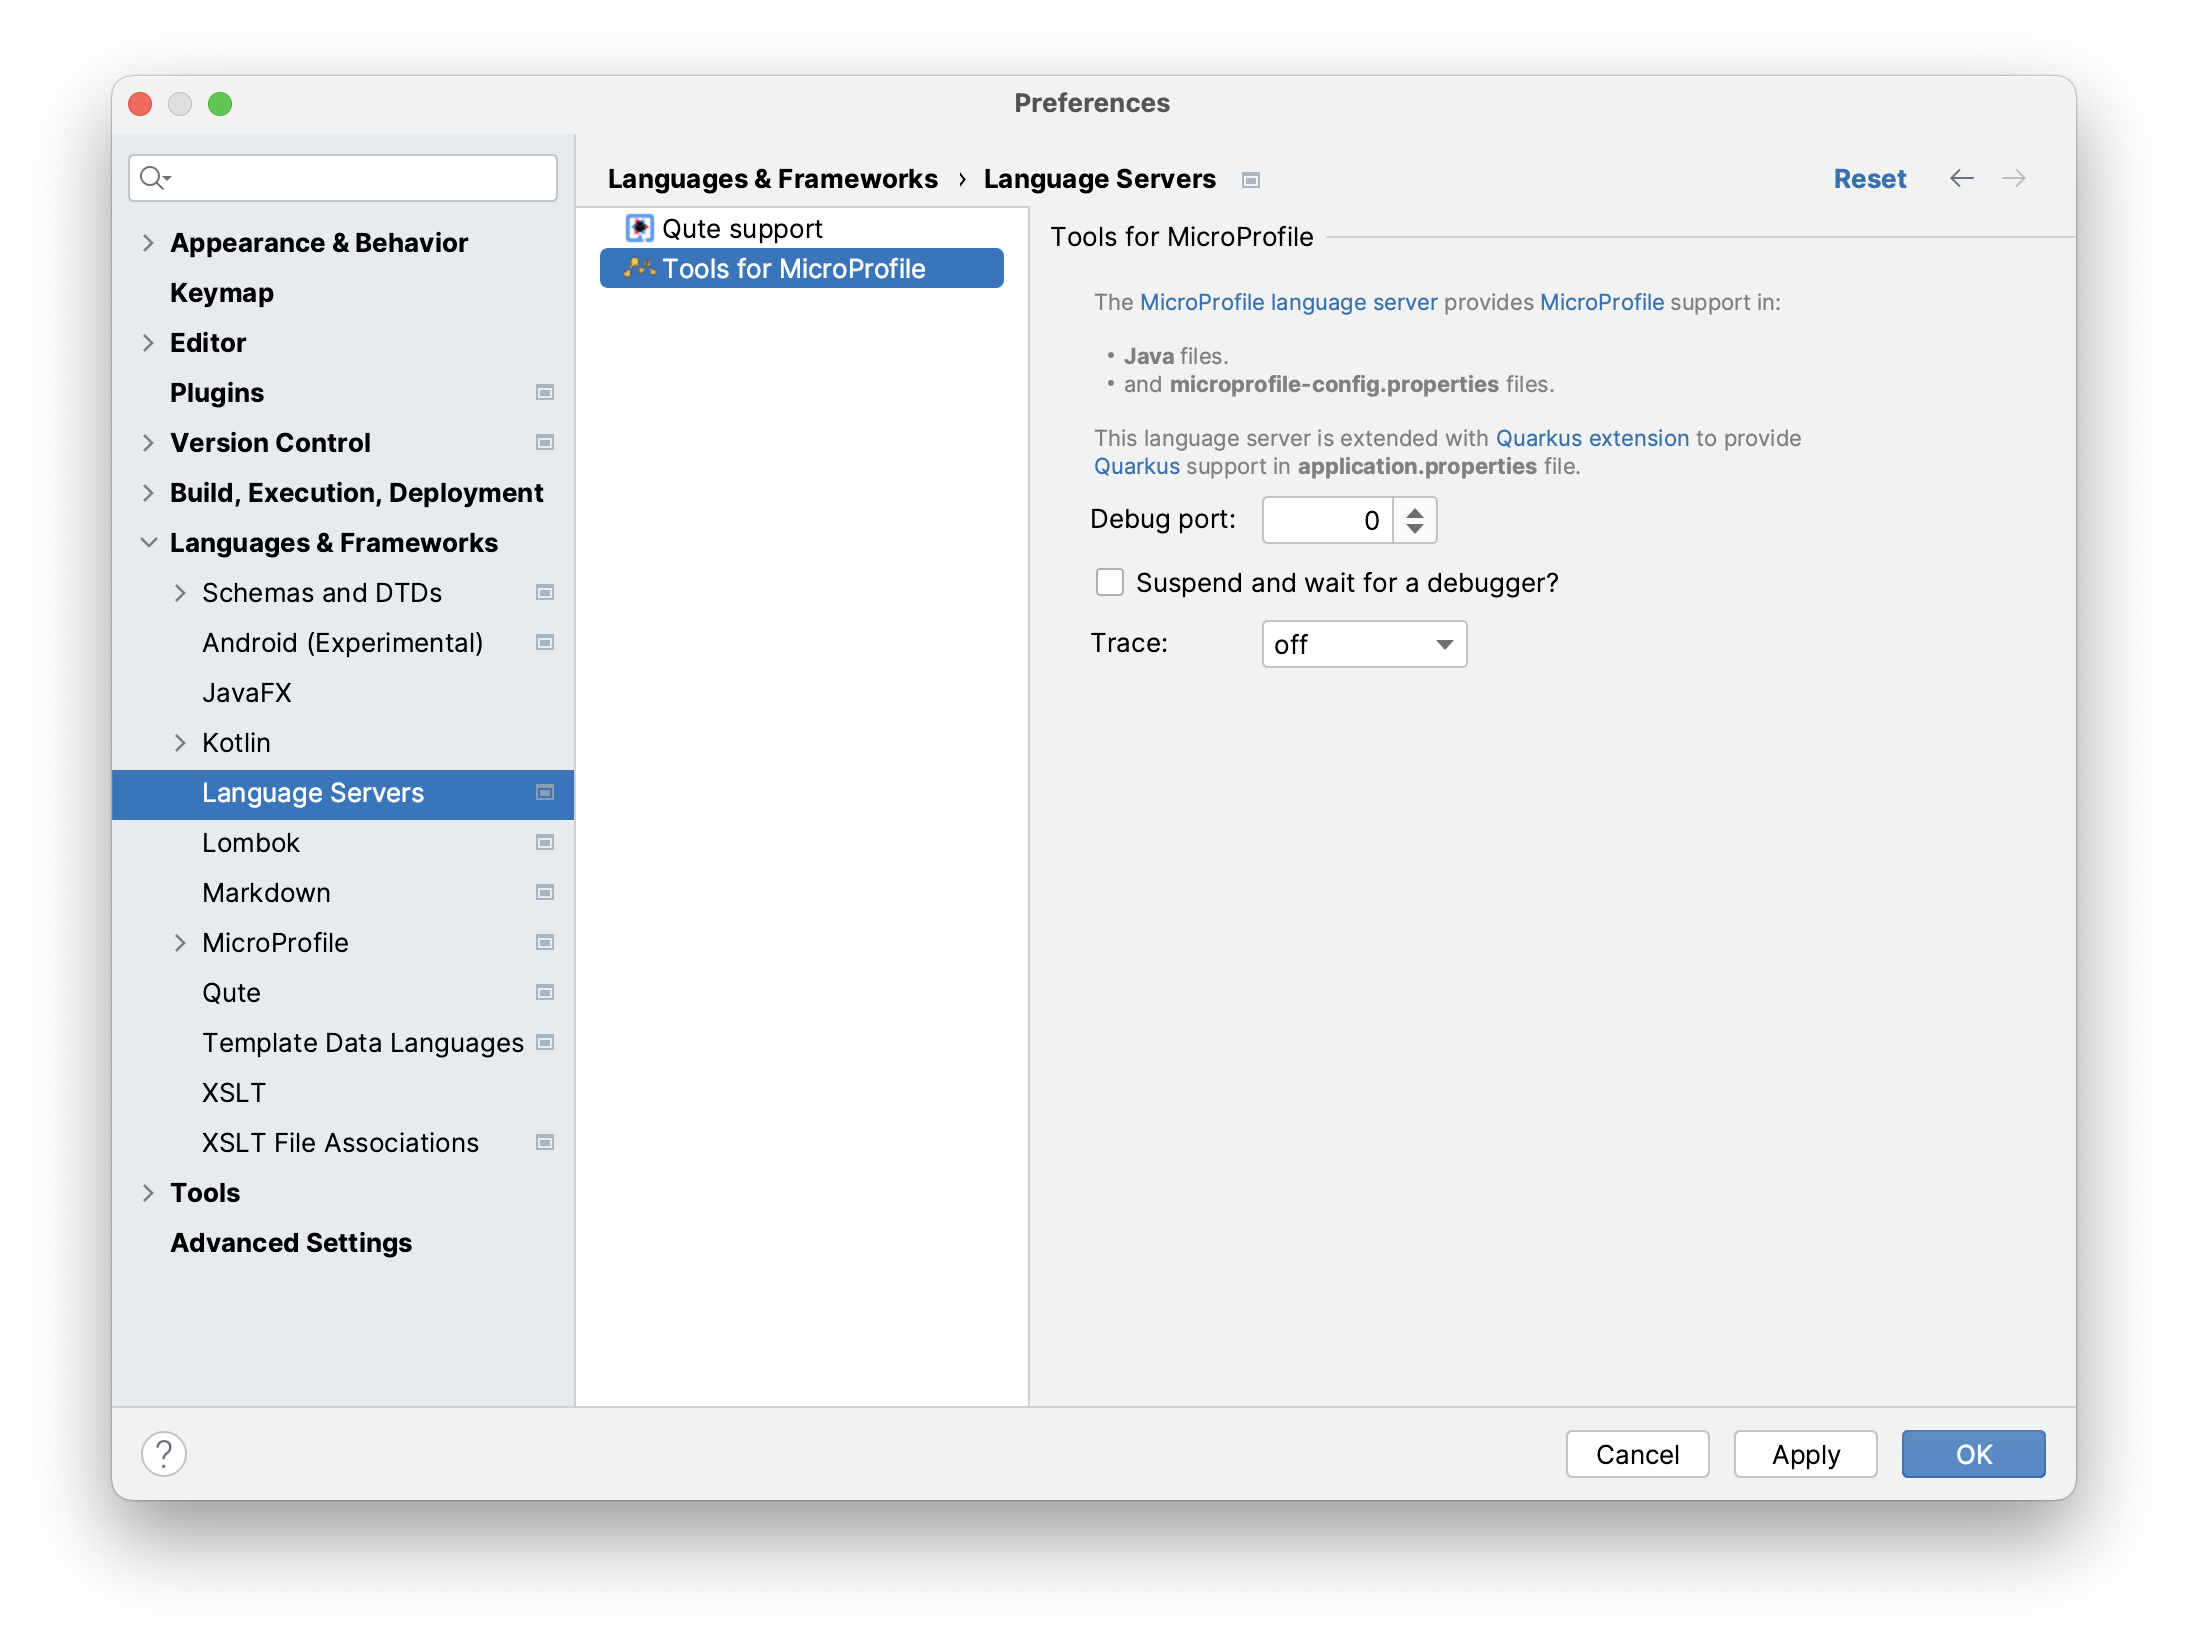 Preferences
Languages & Frameworks › Language Servers
Reset
Appearance & Behavior
Keymap
Editor
Plugins
Version Control
Build, Execution, Deployment
Languages & Frameworks
Schemas and DTDs
Android (Experimental)
JavaFX
Kotlin
Language Servers
Lombok
Markdown
MicroProfile
Qute
Template Data Languages
XSLT
XSLT File Associations
Tools
Advanced Settings
Qute support
Tools for MicroProfile
Tools for MicroProfile
The MicroProfile language server provides MicroProfile support in:
• Java files.
• and microprofile-config.properties files.
This language server is extended with Quarkus extension to provide
Quarkus support in application.properties file.
Debug port: 0
Suspend and wait for a debugger?
Trace: off
?
Cancel
Apply
OK